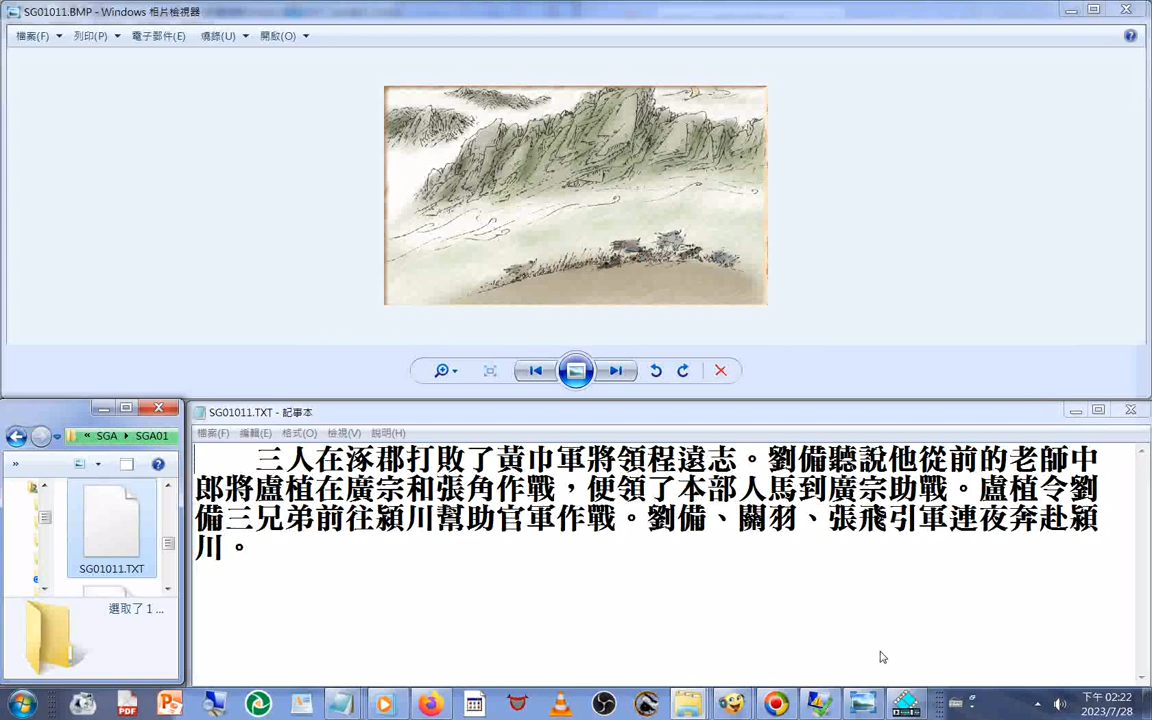 SG01011.BMP - Windows 相片檢視器
檔案(F) 列印(P) 電子郵件(E) 燒錄(U) 開啟(O)
SGA SGA01
SG01011.TXT
選取了 1 ...
SG01011.TXT - 記事本
檔案(F) 編輯(E) 格式(O) 檢視(V) 說明(H)
三人在涿郡打敗了黃巾軍將領程遠志。劉備聽說他從前的老師中
郎將盧植在廣宗和張角作戰，便領了本部人馬到廣宗助戰。盧植令劉
備三兄弟前往潁川幫助官軍作戰。劉備、關羽、張飛引軍連夜奔赴潁
川。
下午 02:22
2023/7/28